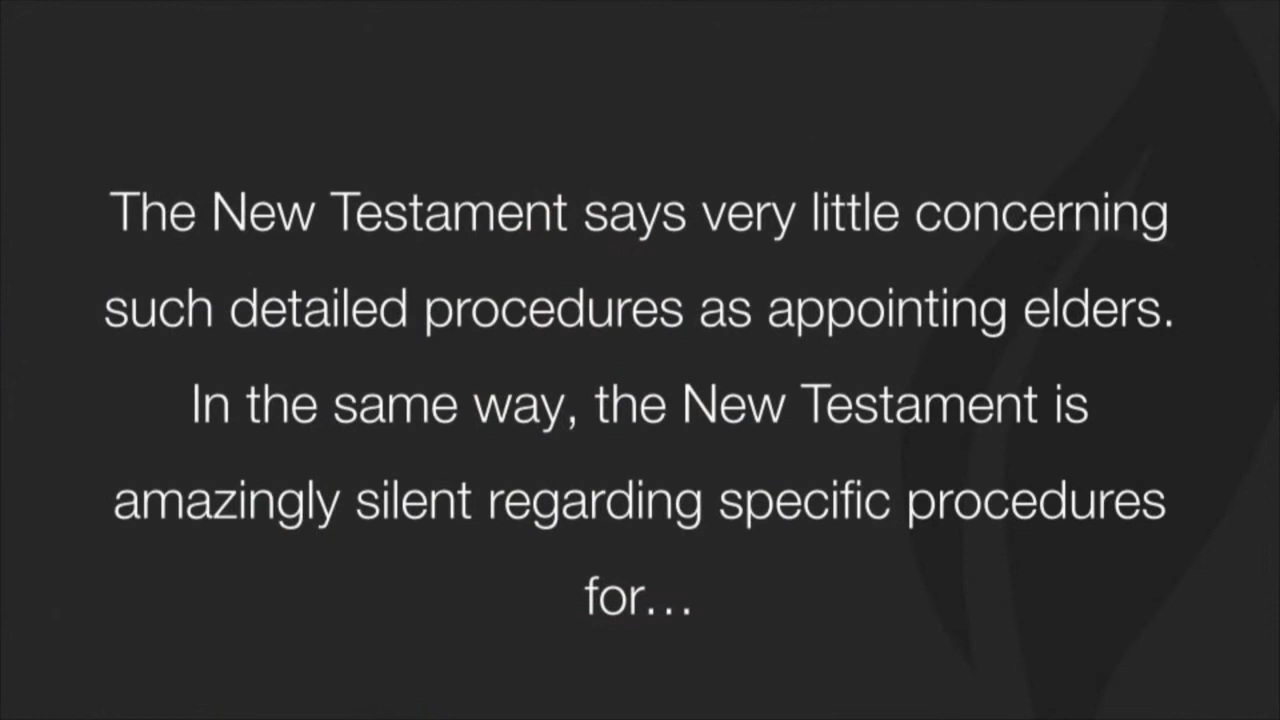 The New Testament says very little concerning
such detailed procedures as appointing elders.
In the same way, the New Testament is
amazingly silent regarding specific procedures
for…